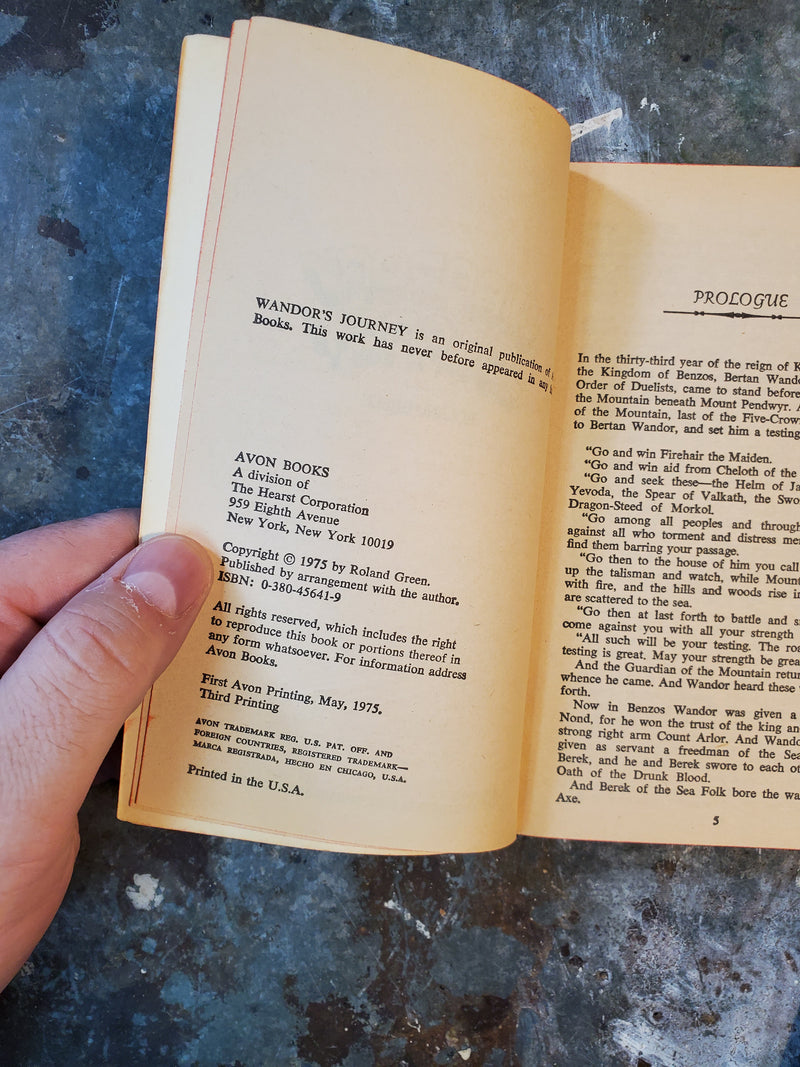 WANDOR'S JOURNEY is an original publication of
Books. This work has never before appeared in any
AVON BOOKS
A division of
The Hearst Corporation
959 Eighth Avenue
New York, New York 10019
Copyright © 1975 by Roland Green.
Published by arrangement with the author.
ISBN: 0-380-45641-9
All rights reserved, which includes the right
to reproduce this book or portions thereof in
any form whatsoever. For information address
Avon Books.
First Avon Printing, May, 1975.
Third Printing
AVON TRADEMARK REG. U.S. PAT. OFF. AND
FOREIGN COUNTRIES, REGISTERED TRADEMARK—
MARCA REGISTRADA, HECHO EN CHICAGO, U.S.A.
Printed in the U.S.A.
PROLOGUE
In the thirty-third year of the reign of
the Kingdom of Benzos, Bertan
Order of Duelists, came to stand before
the Mountain beneath Mount Pendwyr.
of the Mountain, last of the
to Bertan Wandor, and set him a testing
"Go and win Firehair the Maiden.
"Go and win aid from Cheloth of the
"Go and seek these—the Helm of
Yevoda, the Spear of Valkath, the
Dragon-Steed of Morkol.
"Go among all peoples and
against all who torment and distress
find them barring your passage.
"Go then to the house of him you call
up the talisman and watch, while
with fire, and the hills and woods rise
are scattered to the sea.
"Go then at last forth to battle and
come against you with all your strength
"All such will be your testing. The
testing is great. May your strength be
And the Guardian of the Mountain
whence he came. And Wandor heard these
forth.
Now in Benzos Wandor was given a
Nond, for he won the trust of the king
strong right arm Count Arlor. And
given as servant a freedman of the
Berek, and he and Berek swore to each
Oath of the Drunk Blood.
And Berek of the Sea Folk bore the
Axe.
5